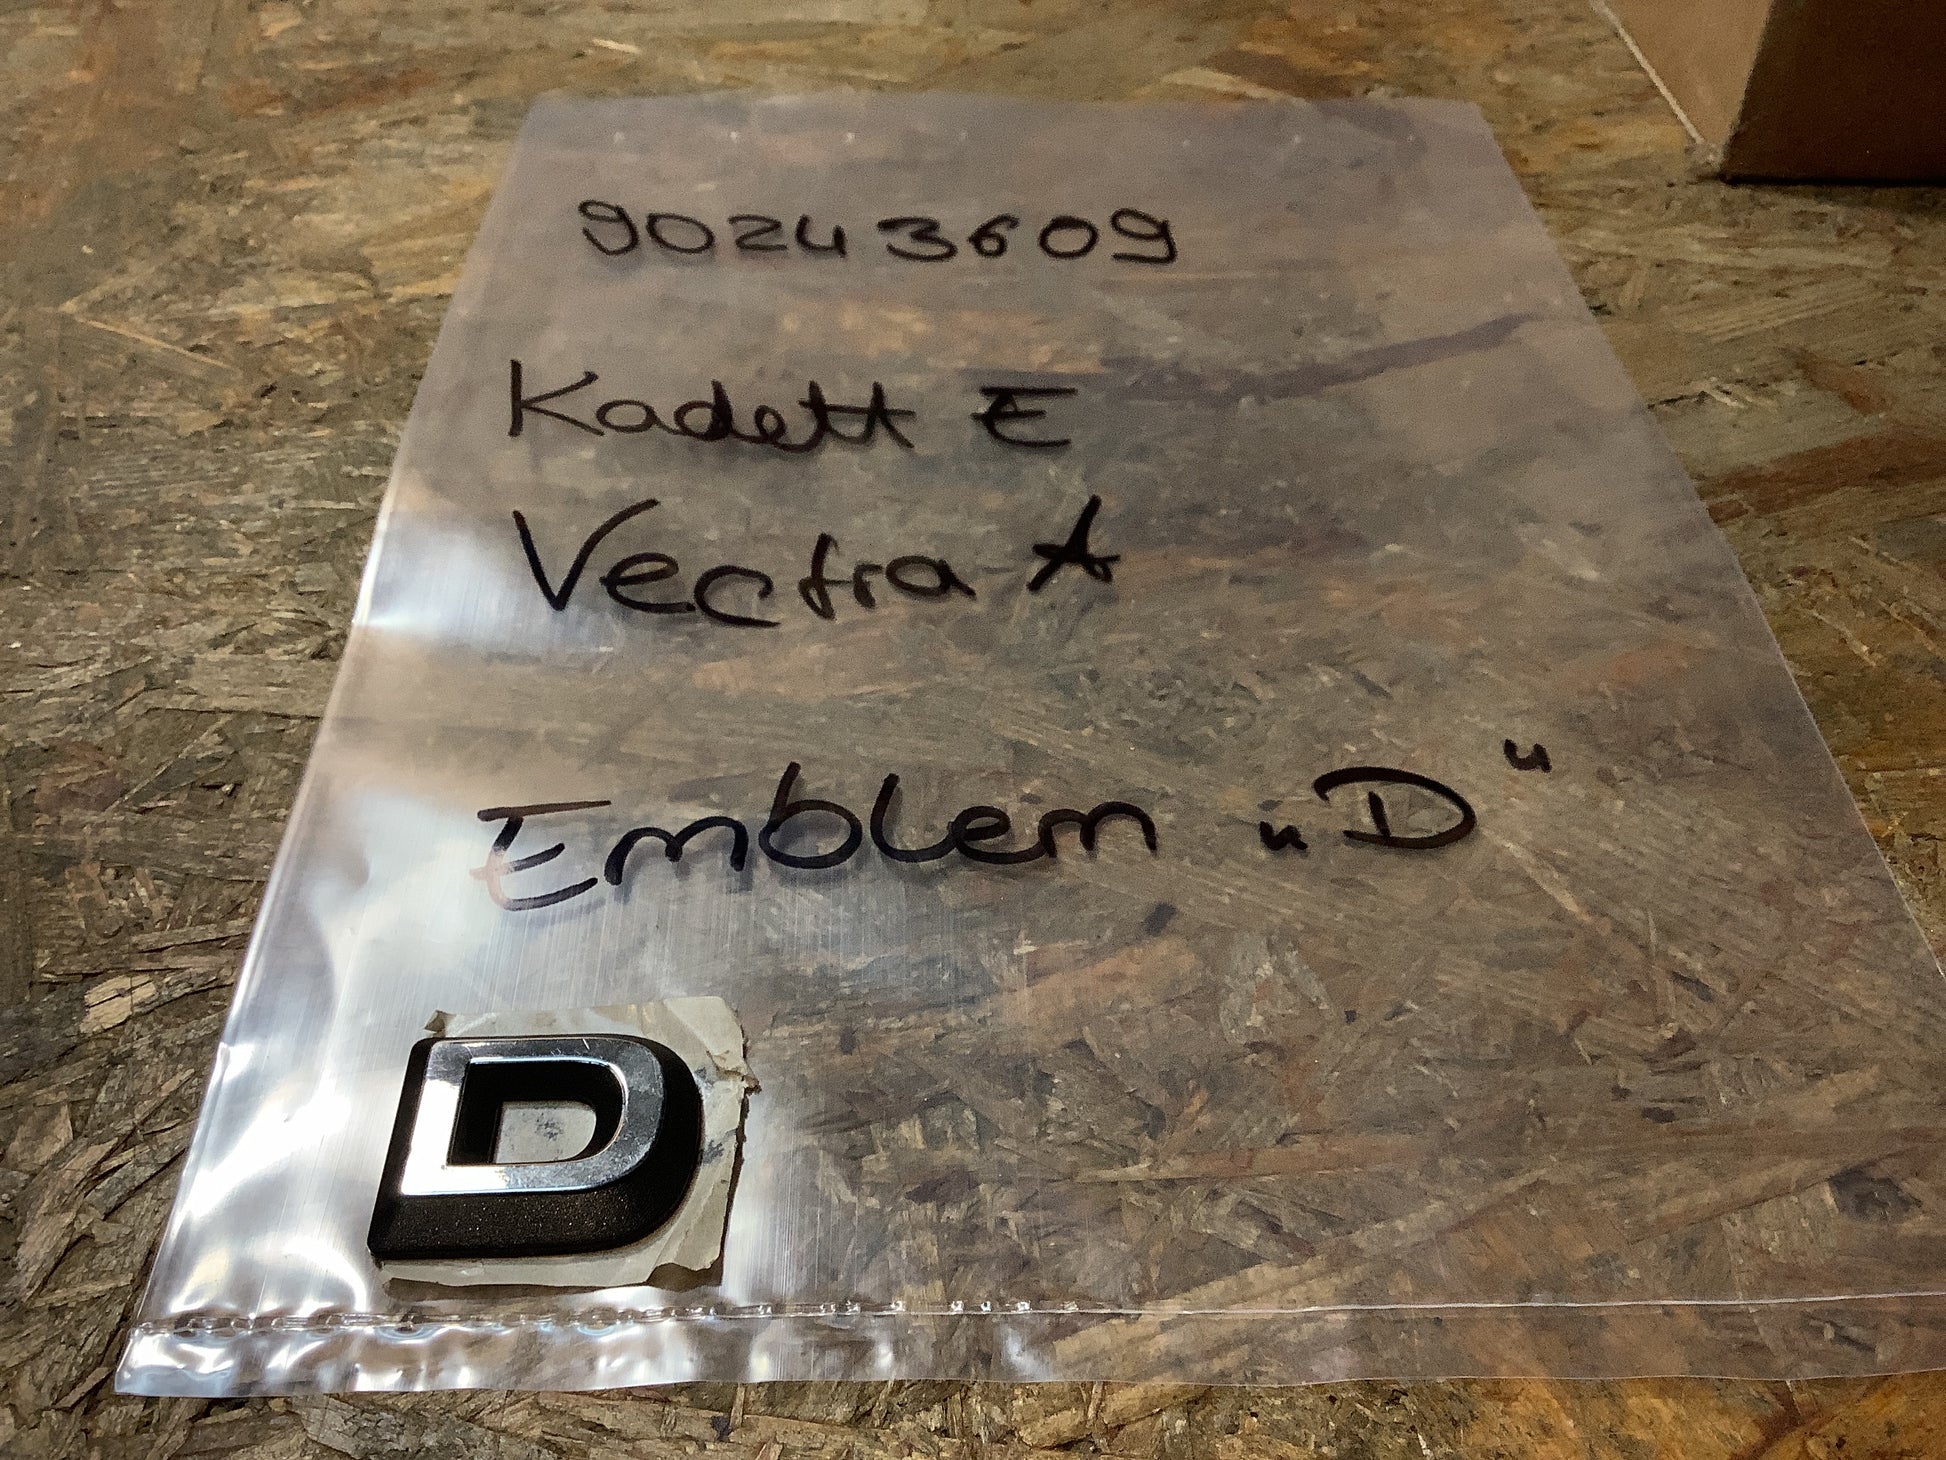 90243609
Kadett E
Vectra A
Emblem „D“
D